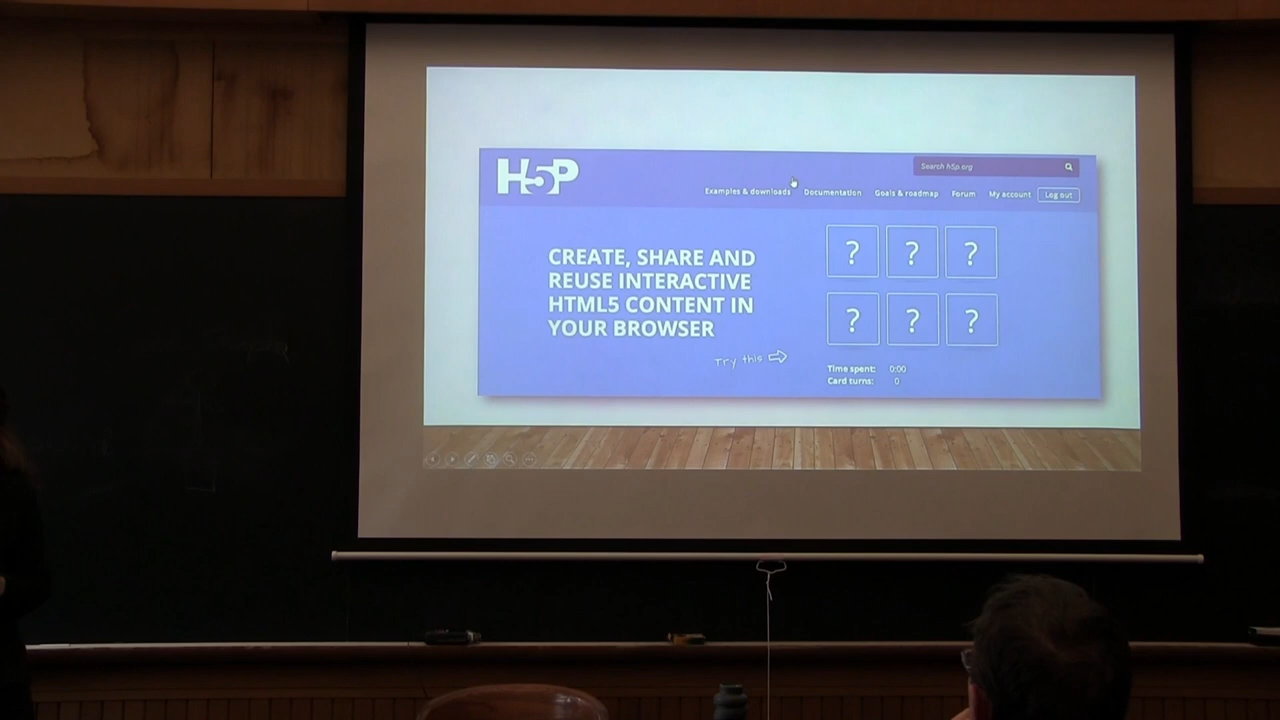 H5P
Search h5p.org
Examples & downloads Documentation Goals & roadmap Forum My account Log out
CREATE, SHARE AND
REUSE INTERACTIVE
HTML5 CONTENT IN
YOUR BROWSER
Try this
? ? ?
? ? ?
Time spent: 0:00
Card turns: 0